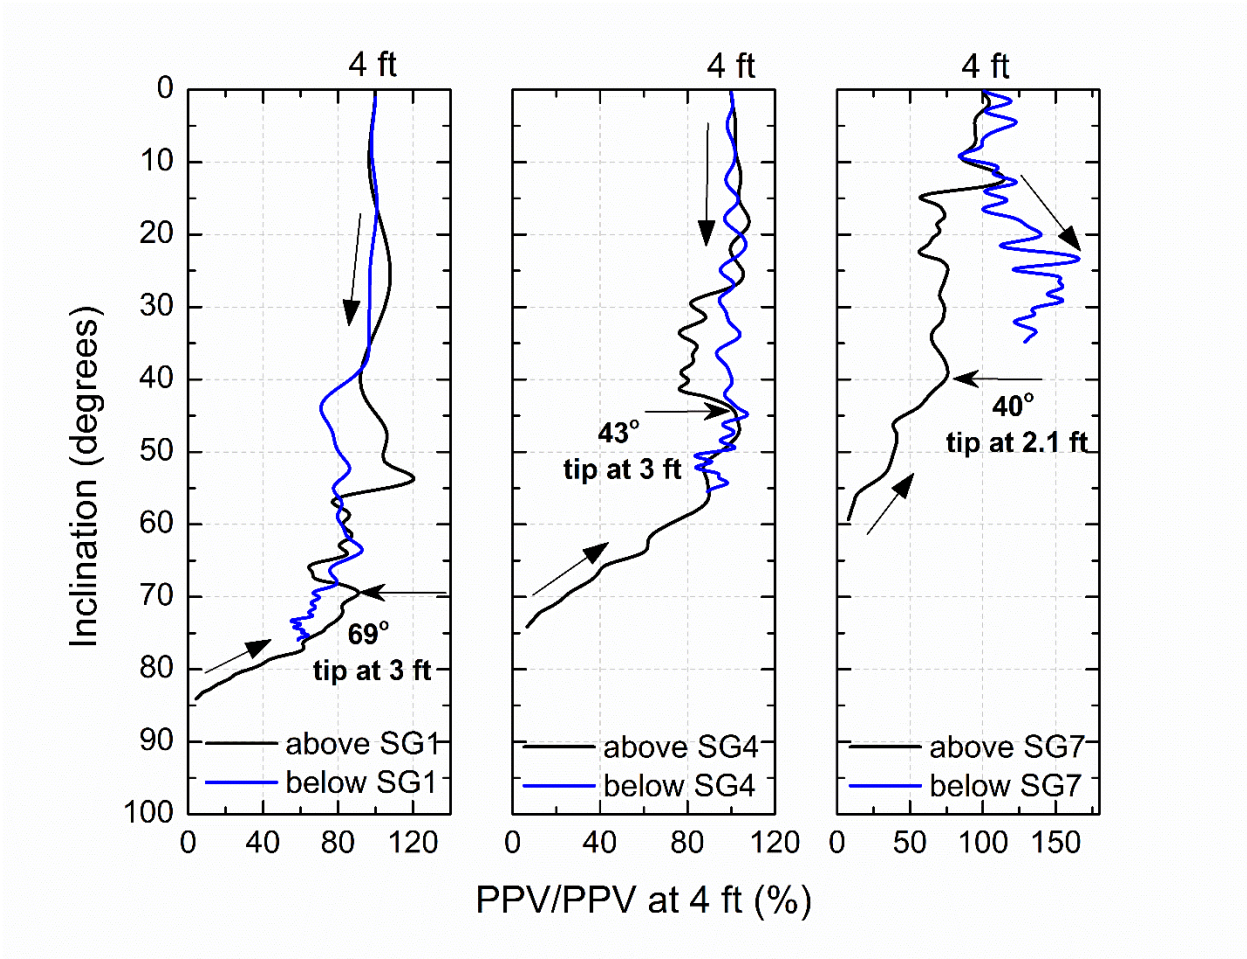 4 ft
4 ft
4 ft
0
10
20
30
40
50
60
70
80
90
100
Inclination (degrees)
69°
tip at 3 ft
above SG1
below SG1
0
40
80
120
43°
tip at 3 ft
above SG4
below SG4
0
40
80
120
40°
tip at 2.1 ft
above SG7
below SG7
0
50
100
150
PPV/PPV at 4 ft (%)